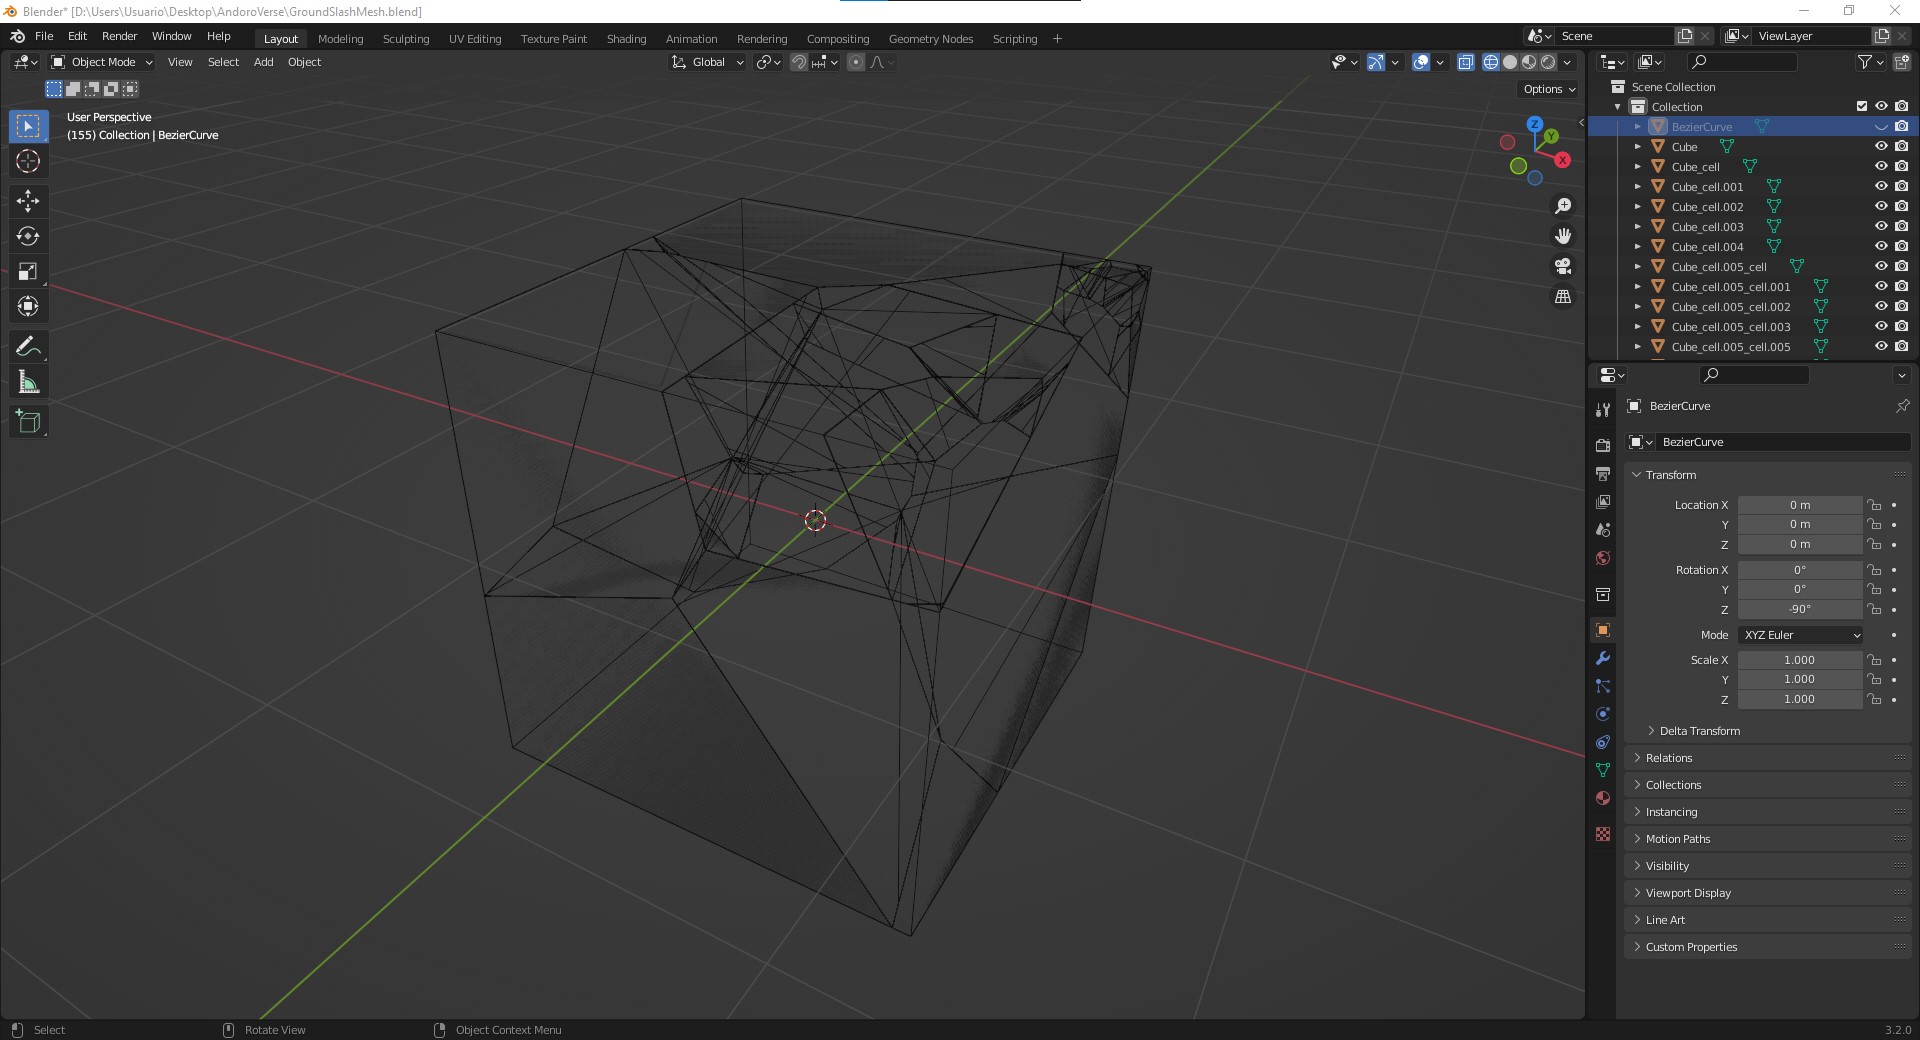 Blender* [D:\Users\Usuario\Desktop\AndoroVerse\GroundSlashMesh.blend]
File Edit Render Window Help Layout Modeling Sculpting UV Editing Texture Paint Shading Animation Rendering Compositing Geometry Nodes Scripting + Scene ViewLayer
Object Mode View Select Add Object Global
Options
User Perspective
(155) Collection | BezierCurve
Z
Y
X
Scene Collection
Collection
BezierCurve
Cube
Cube_cell
Cube_cell.001
Cube_cell.002
Cube_cell.003
Cube_cell.004
Cube_cell.005_cell
Cube_cell.005_cell.001
Cube_cell.005_cell.002
Cube_cell.005_cell.003
Cube_cell.005_cell.005
BezierCurve
BezierCurve
Transform
Location X 0 m
Y 0 m
Z 0 m
Rotation X 0°
Y 0°
Z -90°
Mode XYZ Euler
Scale X 1.000
Y 1.000
Z 1.000
Delta Transform
Relations
Collections
Instancing
Motion Paths
Visibility
Viewport Display
Line Art
Custom Properties
Select Rotate View Object Context Menu 3.2.0